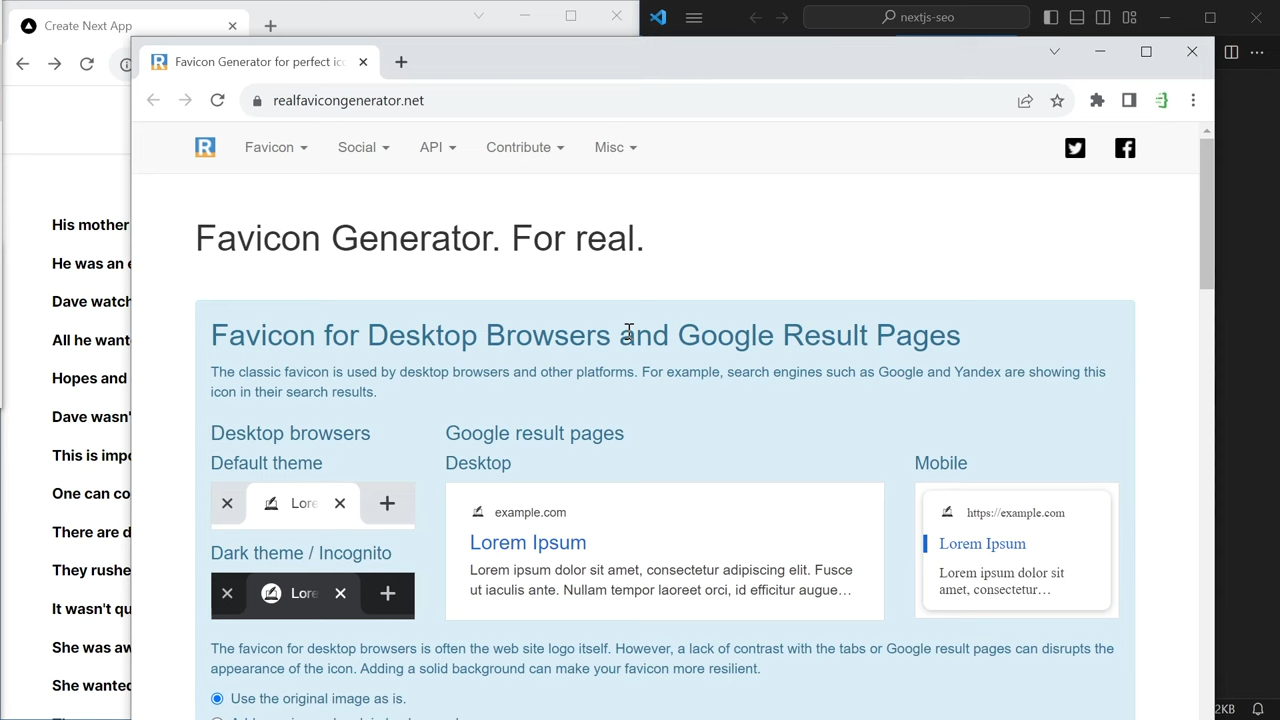 Create Next App
nextjs-seo
Favicon Generator for perfect ic
realfavicongenerator.net
Favicon
Social
API
Contribute
Misc
Favicon Generator. For real.
Favicon for Desktop Browsers and Google Result Pages
The classic favicon is used by desktop browsers and other platforms. For example, search engines such as Google and Yandex are showing this
icon in their search results.
Desktop browsers
Default theme
Lore
Dark theme / Incognito
Lore
Google result pages
Desktop
example.com
Lorem Ipsum
Lorem ipsum dolor sit amet, consectetur adipiscing elit. Fusce
ut iaculis ante. Nullam tempor laoreet orci, id efficitur augue…
Mobile
https://example.com
Lorem Ipsum
Lorem ipsum dolor sit
amet, consectetur…
The favicon for desktop browsers is often the web site logo itself. However, a lack of contrast with the tabs or Google result pages can disrupts the
appearance of the icon. Adding a solid background can make your favicon more resilient.
Use the original image as is.
His mother
He was an e
Dave watch
All he want
Hopes and
Dave wasn'
This is impo
One can co
There are d
They rushe
It wasn't qu
She was aw
She wanted
2KB